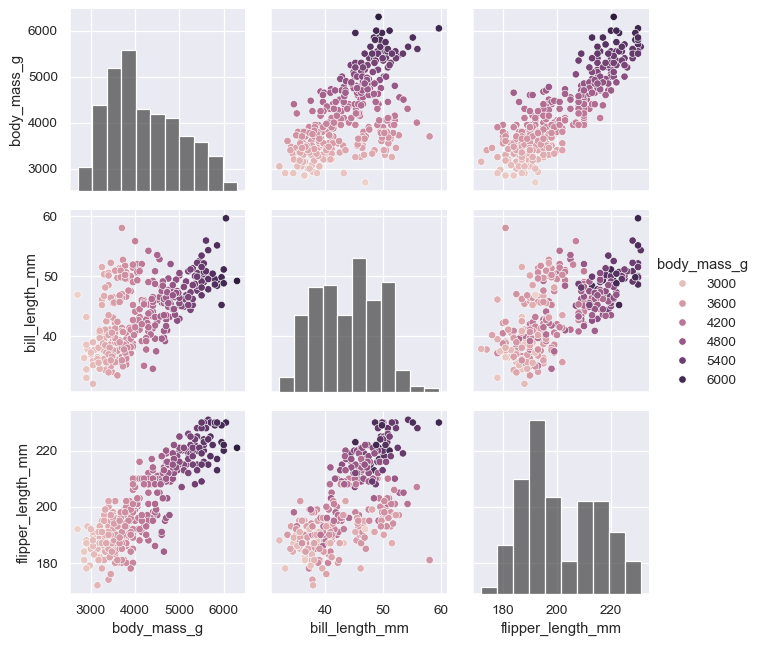 body_mass_g
6000
5000
4000
3000
bill_length_mm
60
50
40
flipper_length_mm
220
200
180
3000 4000 5000 6000
body_mass_g
40 50 60
bill_length_mm
180 200 220
flipper_length_mm
body_mass_g
3000
3600
4200
4800
5400
6000